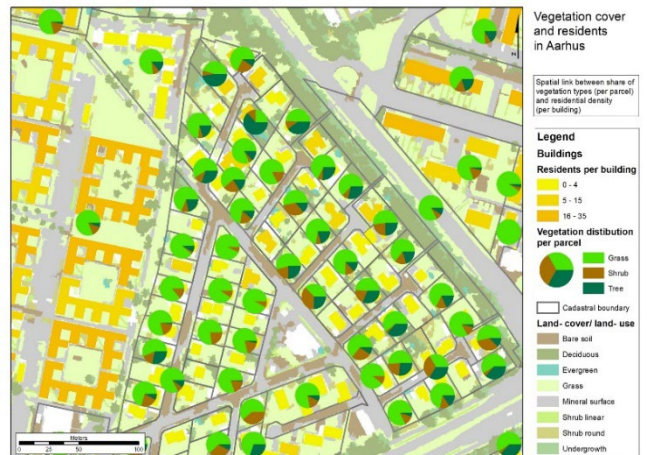 Vegetation cover
and residents
in Aarhus
N
Spatial link between share of
vegetation types (per parcel)
and residential density
(per building)
Legend
Buildings
Residents per building
0 - 4
5 - 15
16 - 35
Vegetation distibution
per parcel
Grass
Shrub
Tree
Cadastral boundary
Land- cover/ land- use
Bare soil
Deciduous
Evergreen
Grass
Mineral surface
Shrub linear
Shrub round
Undergrowth
Meters
0 25 50 100